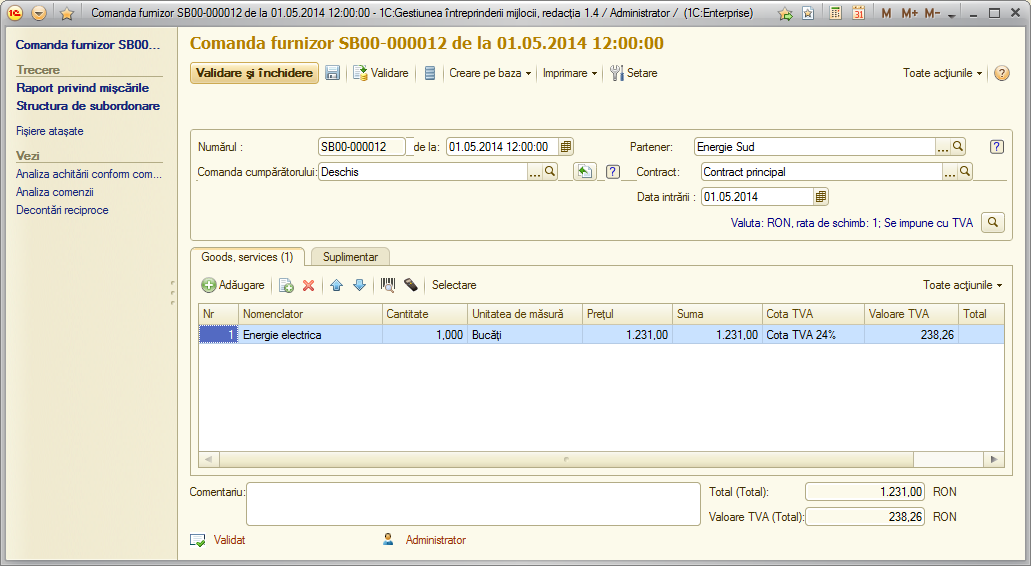 Comanda furnizor SB00-000012 de la 01.05.2014 12:00:00 - 1C:Gestiunea întreprinderii mijlocii, redacția 1.4 / Administrator / (1C:Enterprise)
31 M M+ M-
Comanda furnizor SB00...
Trecere
Raport privind mișcările
Structura de subordonare
Fișiere atașate
Vezi
Analiza achitării conform com...
Analiza comenzii
Decontări reciproce
Comanda furnizor SB00-000012 de la 01.05.2014 12:00:00
Validare și închidere Validare Creare pe baza Imprimare Setare Toate acțiunile ?
Numărul : SB00-000012 de la: 01.05.2014 12:00:00 Partener: Energie Sud ... ?
Comanda cumpărătorului: Deschis ... ? Contract: Contract principal ...
Data intrării : 01.05.2014
Valuta: RON, rata de schimb: 1; Se impune cu TVA
Goods, services (1) Suplimentar
Adăugare Selectare Toate acțiunile
Nr Nomenclator Cantitate Unitatea de măsură Prețul Suma Cota TVA Valoare TVA Total
1 Energie electrica 1,000 Bucăți 1.231,00 1.231,00 Cota TVA 24% 238,26
Comentariu: Total (Total): 1.231,00 RON
Valoare TVA (Total): 238,26 RON
Validat Administrator